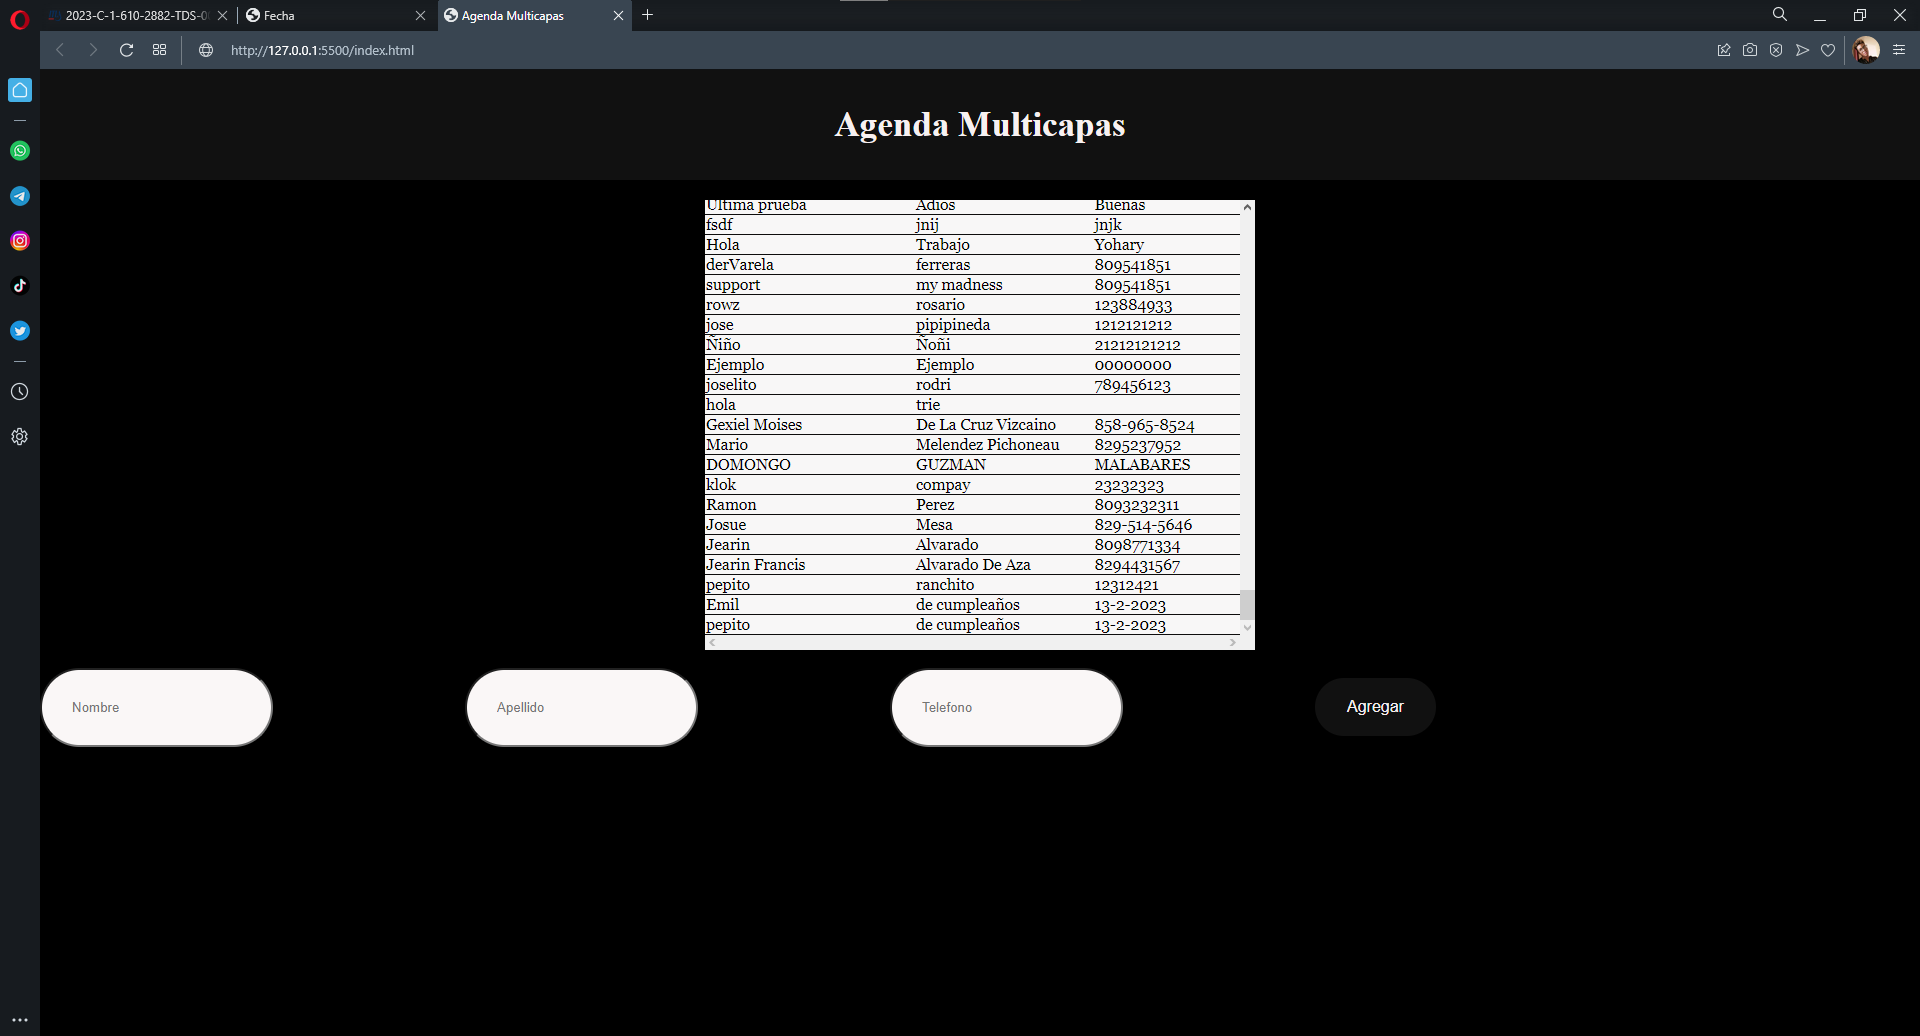 2023-C-1-610-2882-TDS-0 Fecha Agenda Multicapas
http://127.0.0.1:5500/index.html
Agenda Multicapas
Ultima prueba Adios Buenas
fsdf jnij jnjk
Hola Trabajo Yohary
derVarela ferreras 809541851
support my madness 809541851
rowz rosario 123884933
jose pipipineda 1212121212
Ñiño Ñoñi 21212121212
Ejemplo Ejemplo 00000000
joselito rodri 789456123
hola trie
Gexiel Moises De La Cruz Vizcaino 858-965-8524
Mario Melendez Pichoneau 8295237952
DOMONGO GUZMAN MALABARES
klok compay 23232323
Ramon Perez 8093232311
Josue Mesa 829-514-5646
Jearin Alvarado 8098771334
Jearin Francis Alvarado De Aza 8294431567
pepito ranchito 12312421
Emil de cumpleaños 13-2-2023
pepito de cumpleaños 13-2-2023
Nombre Apellido Telefono Agregar